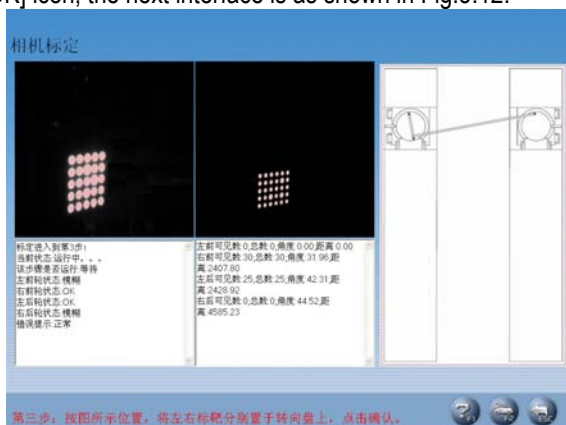 K] icon, the next interface is as shown in Fig.5.12.
相机标定
标定进入到第3步!
当前状态:运行中。。。
该步骤是否运行:等待
左前轮状态:模糊
右前轮状态:OK
左后轮状态:OK
右后轮状态:模糊
错误提示:正常
左前可见数:0,总数:0,角度:0.00,距离:0.00
右前可见数:30,总数:30,角度:31.96,距
离:2407.80
左后可见数:25,总数:25,角度:42.31,距
离:2428.92
右后可见数:0,总数:0,角度:44.52,距
离:4585.23
第三步:按图所示位置,将左右标靶分别置于转向盘上,点击确认。